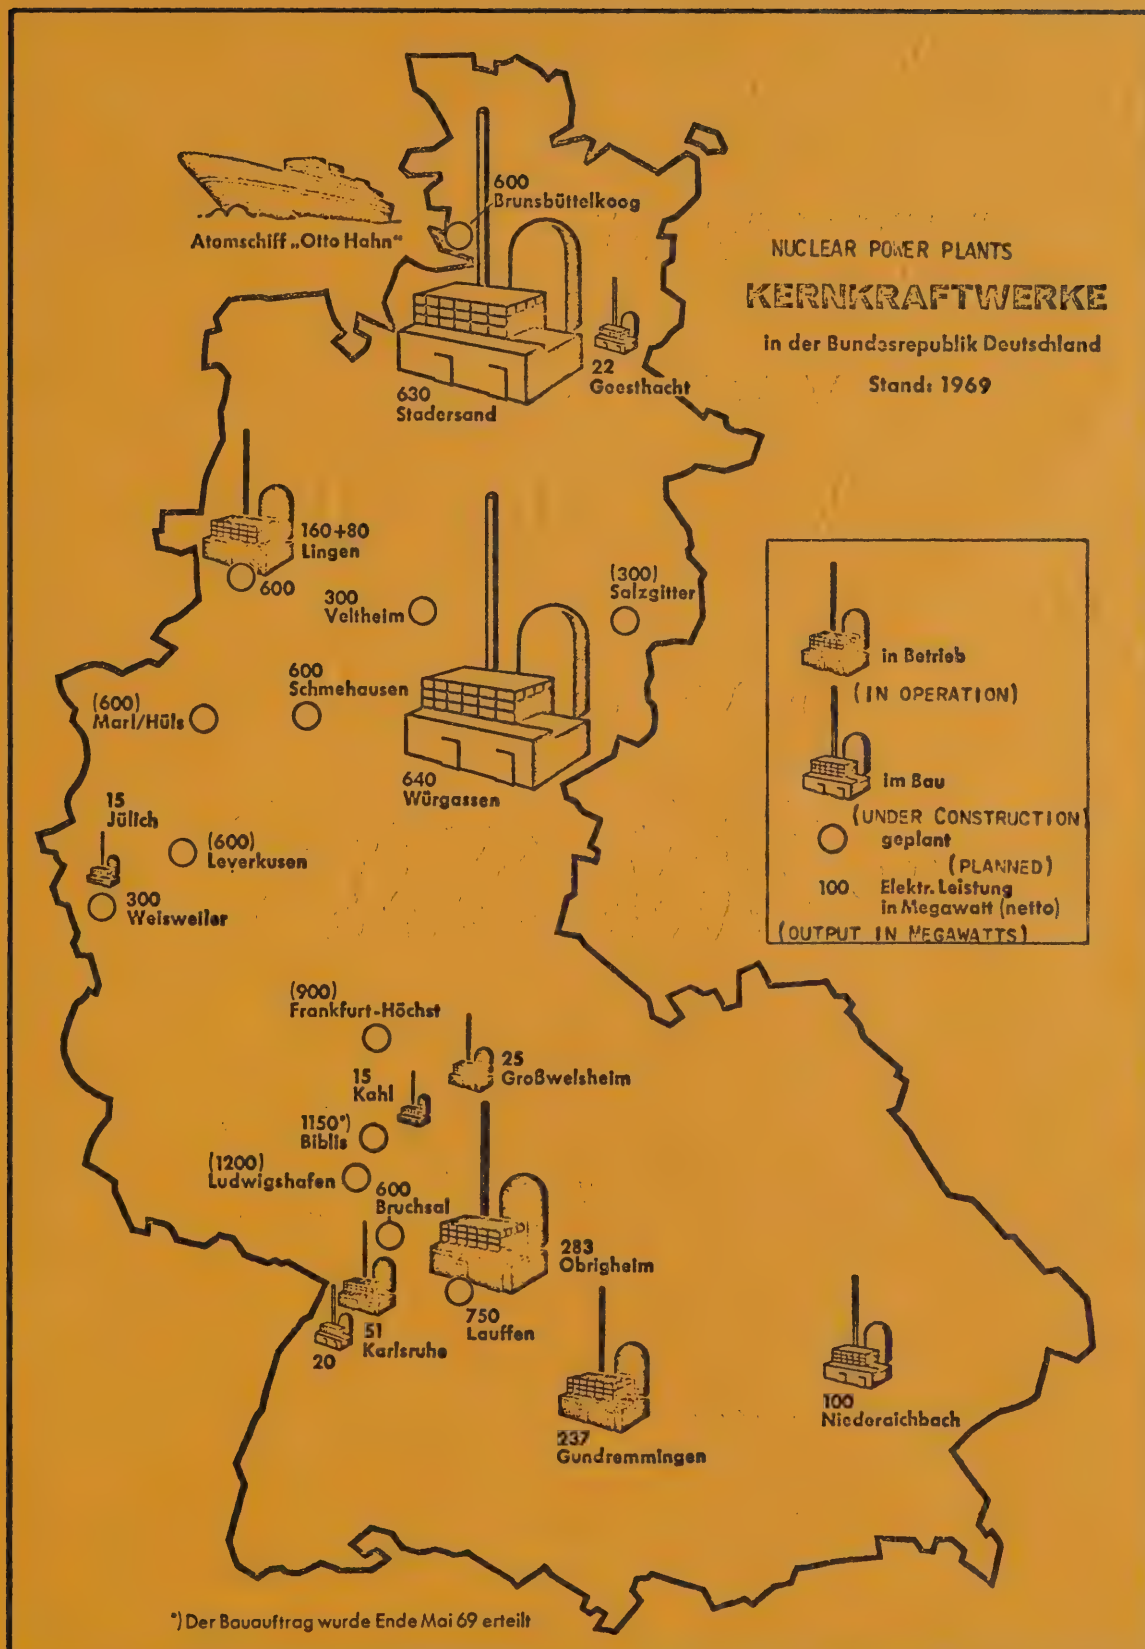 600
Brunsbüttelkoog
Atomschiff „Otto Hahn“
NUCLEAR POWER PLANTS
KERNKRAFTWERKE
in der Bundesrepublik Deutschland
Stand: 1969
22
Geesthacht
630
Stadersand
160+80
Lingen
600
300
Veltheim
(300)
Salzgitter
600
Schmehausen
(600)
Marl/Hüls
640
Würgassen
15
Jülich
(600)
Leverkusen
300
Weisweiler
in Betrieb
(IN OPERATION)
im Bau
(UNDER CONSTRUCTION)
geplant
(PLANNED)
100 Elektr. Leistung
in Megawatt (netto)
(OUTPUT IN MEGAWATTS)
(900)
Frankfurt-Höchst
25
Großwelsheim
15
Kahl
1150*)
Biblis
(1200)
Ludwigshafen
600
Bruchsal
283
Obrigheim
750
Lauffen
51
Karlsruhe
20
237
Gundremmingen
100
Niederaichbach
*) Der Bauauftrag wurde Ende Mai 69 erteilt